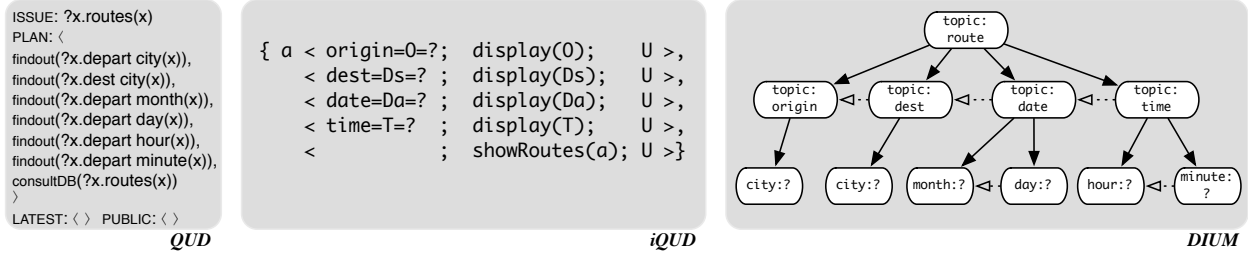 ISSUE: ?x.routes(x)
PLAN: 〈
findout(?x.depart city(x)),
findout(?x.dest city(x)),
findout(?x.depart month(x)),
findout(?x.depart day(x)),
findout(?x.depart hour(x)),
findout(?x.depart minute(x)),
consultDB(?x.routes(x))
〉
LATEST: 〈 〉 PUBLIC: 〈 〉
QUD
{ a < origin=O=?; display(O); U >,
< dest=Ds=? ; display(Ds); U >,
< date=Da=? ; display(Da); U >,
< time=T=? ; display(T); U >,
< ; showRoutes(a); U >}
iQUD
topic:
route
topic:
origin
topic:
dest
topic:
date
topic:
time
city:?
city:?
month:?
day:?
hour:?
minute:
?
DIUM